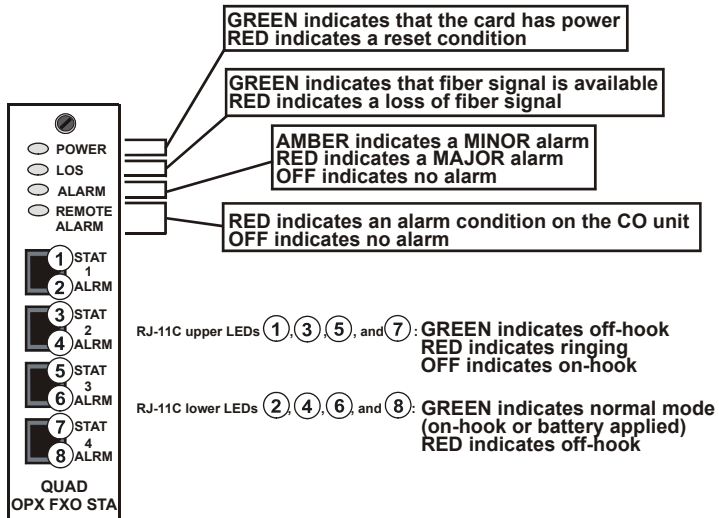 GREEN indicates that the card has power
RED indicates a reset condition
GREEN indicates that fiber signal is available
RED indicates a loss of fiber signal
AMBER indicates a MINOR alarm
RED indicates a MAJOR alarm
OFF indicates no alarm
RED indicates an alarm condition on the CO unit
OFF indicates no alarm
POWER
LOS
ALARM
REMOTE
ALARM
1 STAT
1
2 ALRM
3 STAT
2
4 ALRM
5 STAT
3
6 ALRM
7 STAT
4
8 ALRM
QUAD
OPX FXO STA
RJ-11C upper LEDs 1, 3, 5, and 7: GREEN indicates off-hook
RED indicates ringing
OFF indicates on-hook
RJ-11C lower LEDs 2, 4, 6, and 8: GREEN indicates normal mode
(on-hook or battery applied)
RED indicates off-hook